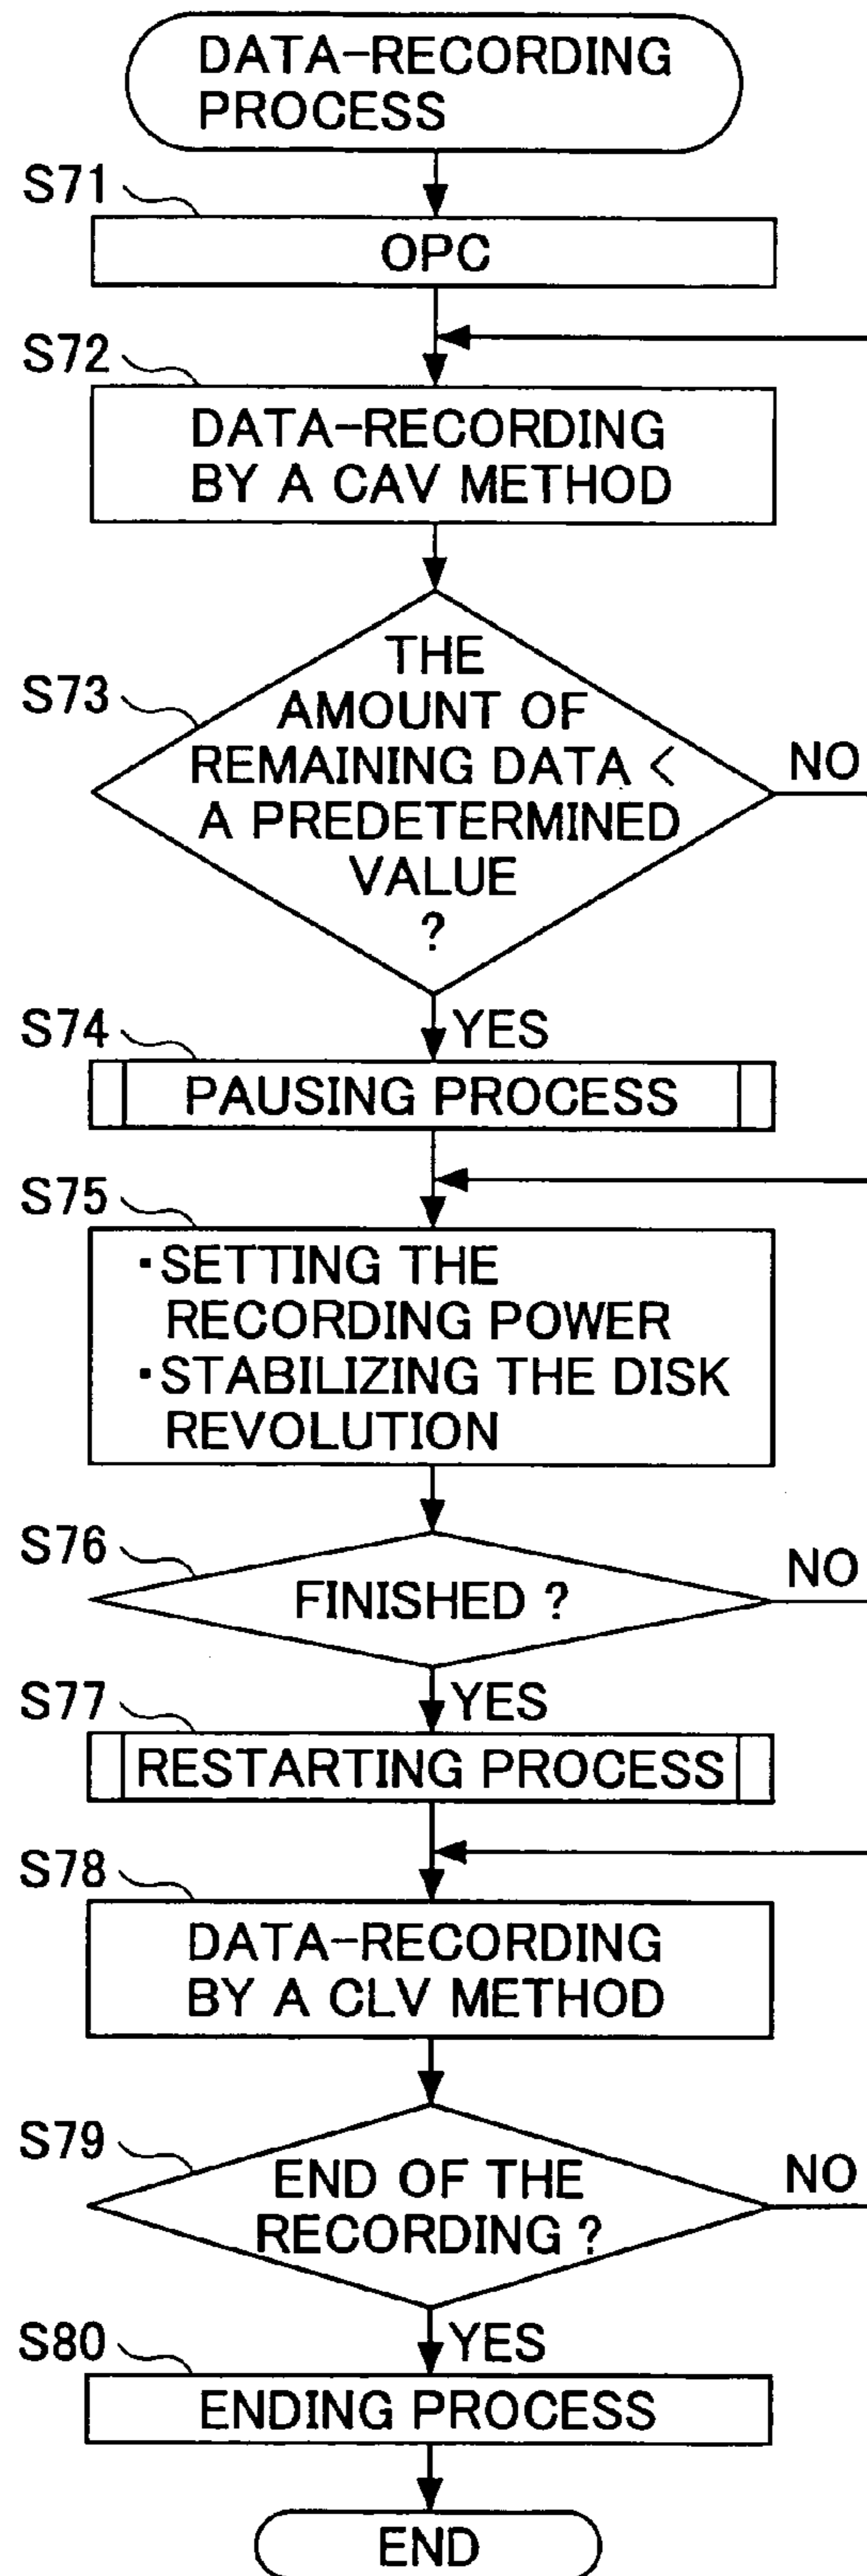 DATA-RECORDING
PROCESS
S71
OPC
S72
DATA-RECORDING
BY A CAV METHOD
S73
THE
AMOUNT OF
REMAINING DATA <
A PREDETERMINED
VALUE
?
NO
YES
S74
PAUSING PROCESS
S75
·SETTING THE
RECORDING POWER
·STABILIZING THE DISK
REVOLUTION
S76
FINISHED ?
NO
YES
S77
RESTARTING PROCESS
S78
DATA-RECORDING
BY A CLV METHOD
S79
END OF THE
RECORDING ?
NO
YES
S80
ENDING PROCESS
END